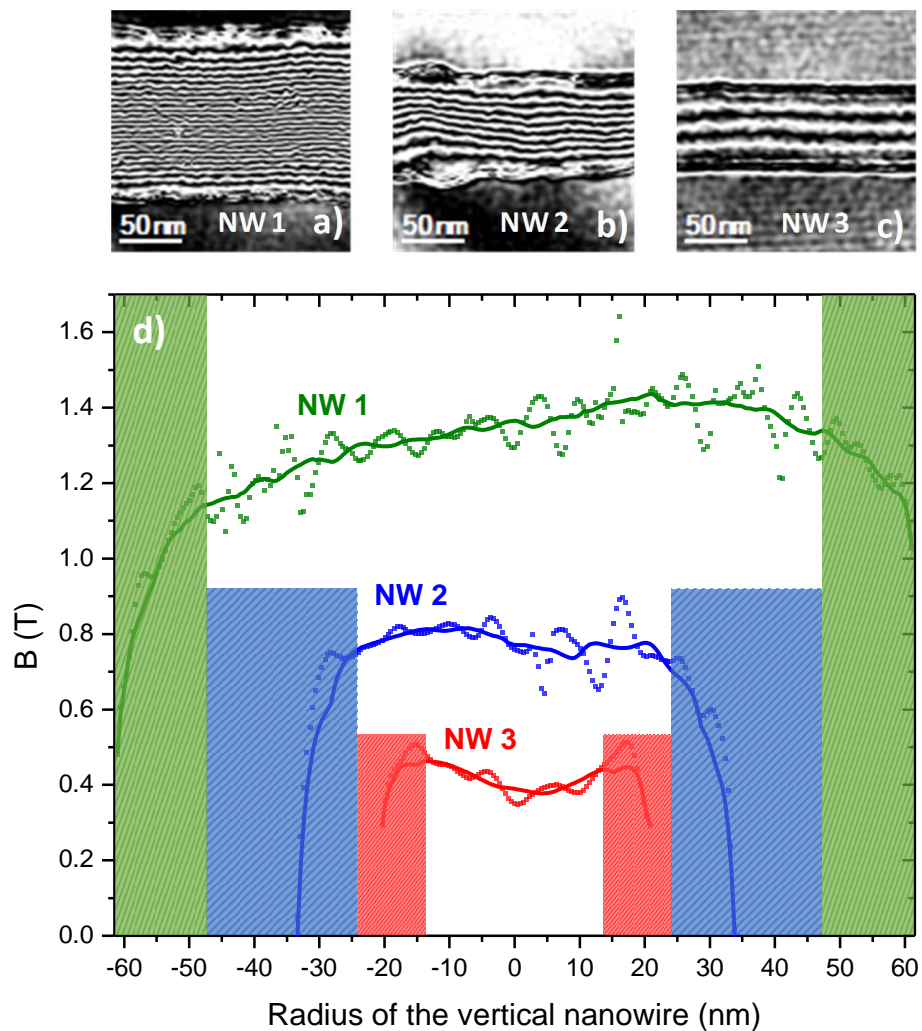 50nm NW 1 a)
50nm NW 2 b)
50nm NW 3 c)
d)
1.6
1.4
1.2
1.0
0.8
0.6
0.4
0.2
0.0
B (T)
NW 1
NW 2
NW 3
-60 -50 -40 -30 -20 -10 0 10 20 30 40 50 60
Radius of the vertical nanowire (nm)